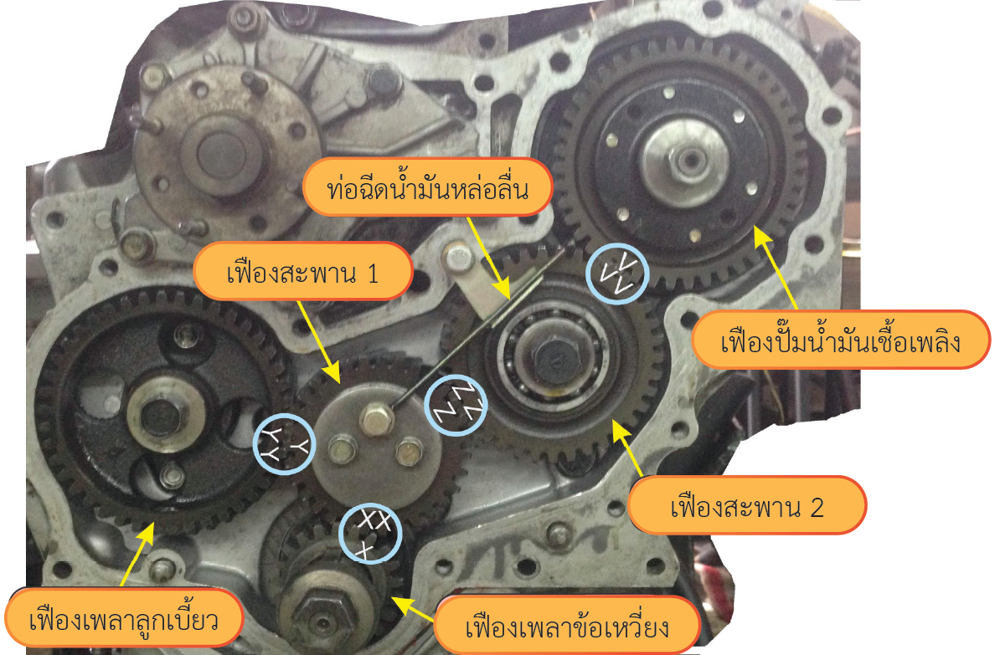 ท่อฉีดน้ำมันหล่อลื่น
เฟืองสะพาน 1
V
V V
เฟืองปั๊มน้ำมันเชื้อเพลิง
Z Z
Z Z
Y Y
Y
เฟืองสะพาน 2
XX
X
เฟืองเพลาลูกเบี้ยว
เฟืองเพลาข้อเหวี่ยง